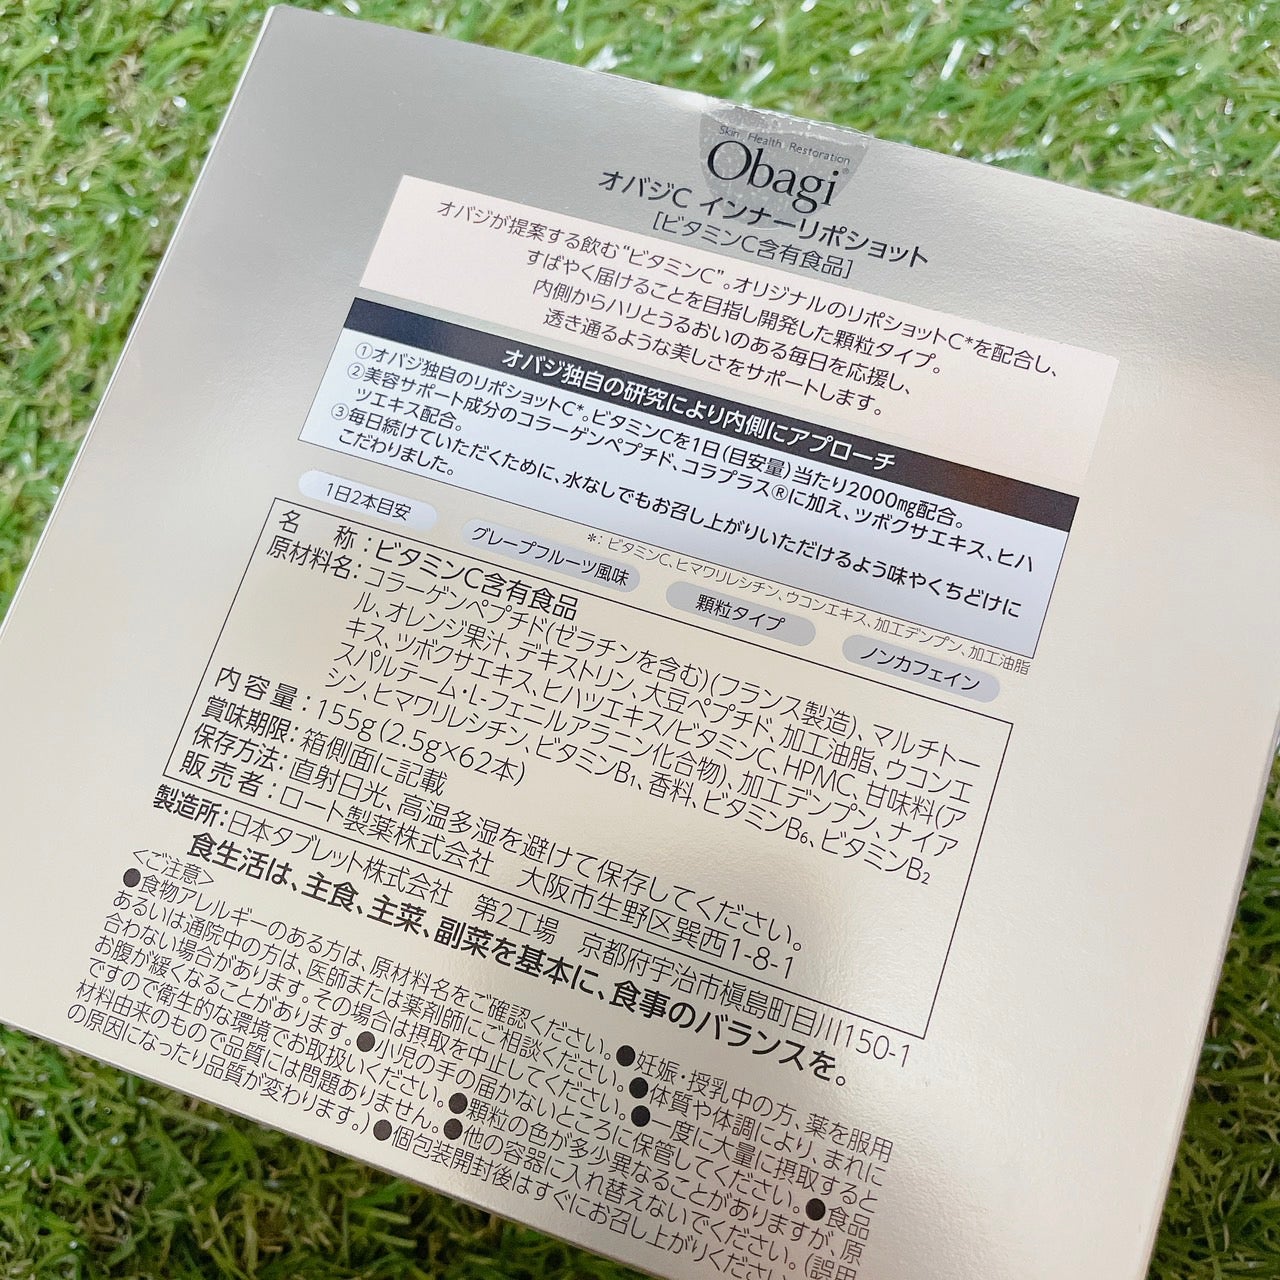 Skin Health Restoration
Obagi®
オバジC インナーリポショット
[ビタミンC含有食品]
オバジが提案する飲む“ビタミンC”。オリジナルのリポショットC*を配合し、
すばやく届けることを目指し開発した顆粒タイプ。
内側からハリとうるおいのある毎日を応援し、
透き通るような美しさをサポートします。
オバジ独自の研究により内側にアプローチ
①オバジ独自のリポショットC*。ビタミンCを1日(目安量)当たり2000mg配合。
②美容サポート成分のコラーゲンペプチド、コラプラス®に加え、ツボクサエキス、ヒハ
ツエキス配合。
③毎日続けていただくために、水なしでもお召し上がりいただけるよう味やくちどけに
こだわりました。
*：ビタミンC、ヒマワリレシチン、ウコンエキス、加工デンプン、加工油脂
1日2本目安
グレープフルーツ風味
顆粒タイプ
ノンカフェイン
名称：ビタミンC含有食品
原材料名：コラーゲンペプチド(ゼラチンを含む)(フランス製造)、マルチトー
ル、オレンジ果汁、デキストリン、大豆ペプチド、加工油脂、ウコンエ
キス、ツボクサエキス、ヒハツエキス/ビタミンC、HPMC、甘味料(ア
スパルテーム・L-フェニルアラニン化合物)、加工デンプン、ナイア
シン、ヒマワリレシチン、ビタミンB₁、香料、ビタミンB₆、ビタミンB₂
内容量：155g(2.5g×62本)
賞味期限：箱側面に記載
保存方法：直射日光、高温多湿を避けて保存してください。
販売者：ロート製薬株式会社 大阪市生野区巽西1-8-1
製造所：日本タブレット株式会社 第2工場 京都府宇治市槇島町目川150-1
食生活は、主食、主菜、副菜を基本に、食事のバランスを。
<ご注意>
●食物アレルギーのある方は、原材料名をご確認ください。●妊娠・授乳中の方、薬を服用
あるいは通院中の方は、医師または薬剤師にご相談ください。●体質や体調により、まれに
合わない場合があります。その場合は摂取を中止してください。●一度に大量に摂取すると
お腹が緩くなることがあります。●小児の手の届かないところに保管してください。●食品
ですので衛生的な環境でお取扱いください。●顆粒の色が多少異なることがありますが、原
材料由来のもので品質には問題ありません。●他の容器に入れ替えないでください。(誤用
の原因になったり品質が変わります。)●個包装開封後はすぐにお召し上がりください。